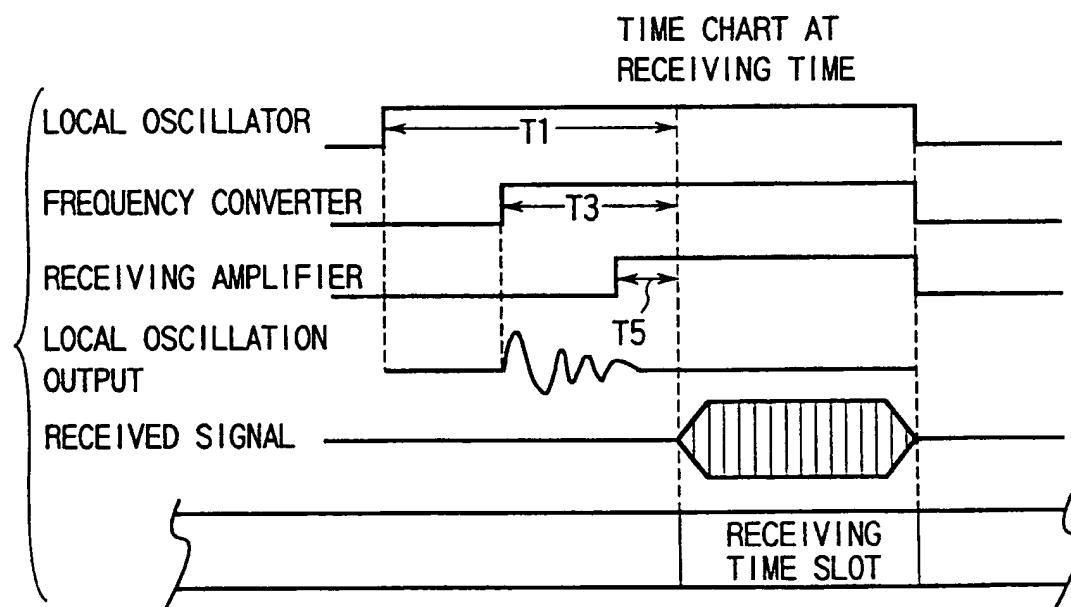 TIME CHART AT
RECEIVING TIME
LOCAL OSCILLATOR
T1
FREQUENCY CONVERTER
T3
RECEIVING AMPLIFIER
T5
LOCAL OSCILLATION
OUTPUT
RECEIVED SIGNAL
RECEIVING
TIME SLOT